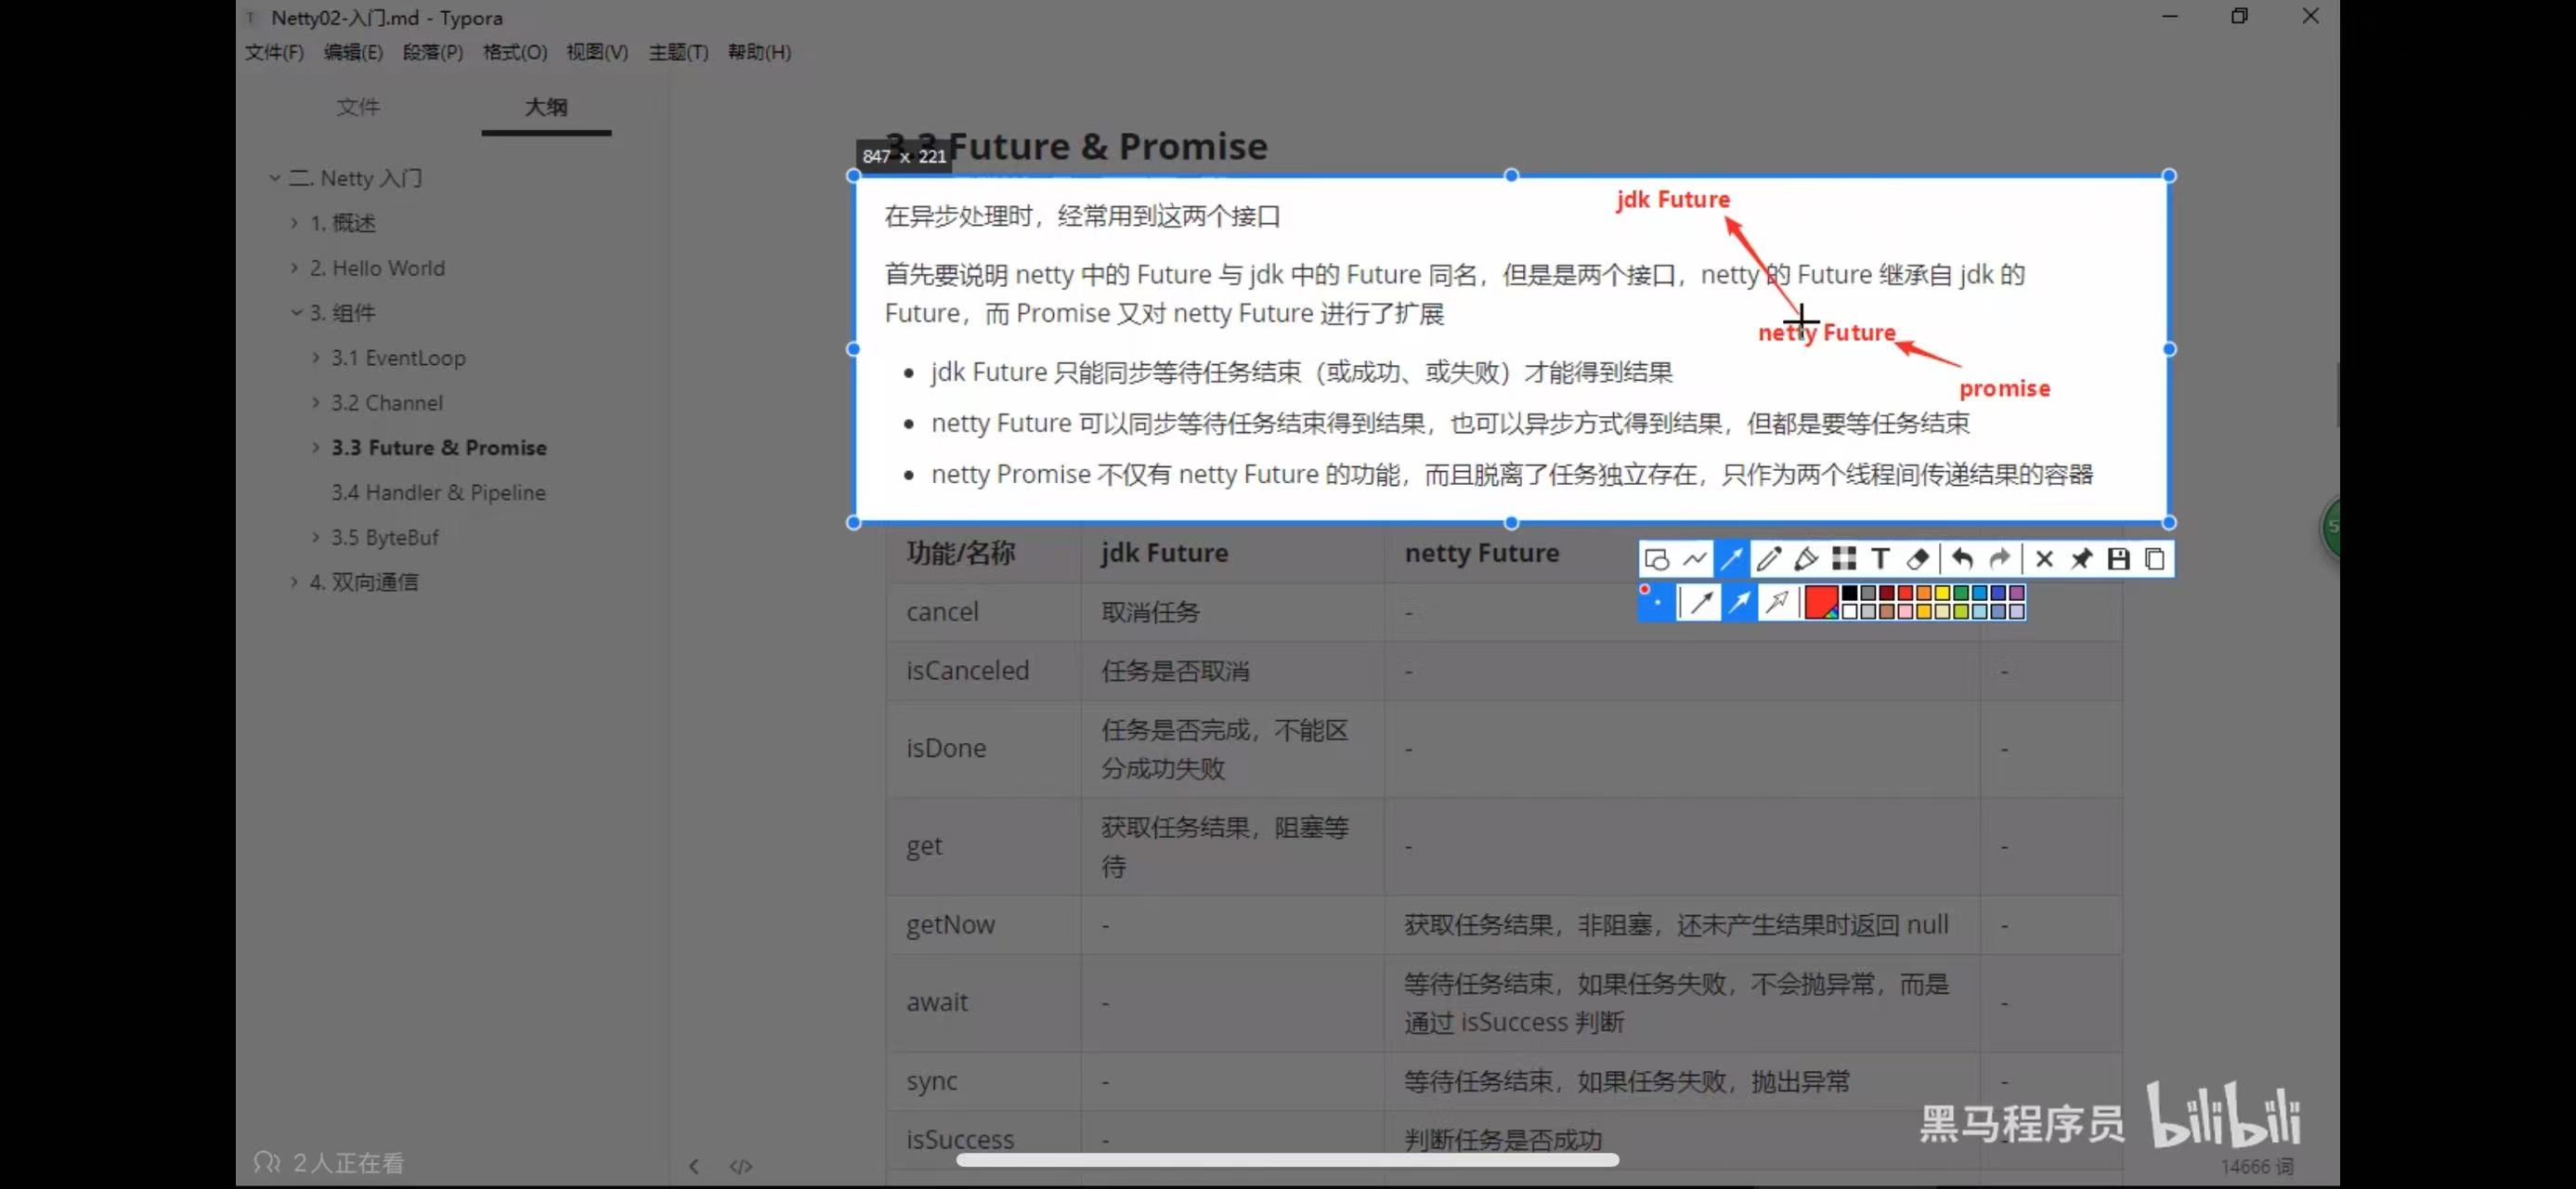 Netty02-入门.md - Typora
文件(F) 编辑(E) 段落(P) 格式(O) 视图(V) 主题(T) 帮助(H)
文件 大纲
二. Netty 入门
1. 概述
2. Hello World
3. 组件
3.1 EventLoop
3.2 Channel
3.3 Future & Promise
3.4 Handler & Pipeline
3.5 ByteBuf
4. 双向通信
3.3 Future & Promise
847 x 221
jdk Future
在异步处理时，经常用到这两个接口
首先要说明 netty 中的 Future 与 jdk 中的 Future 同名，但是是两个接口，netty 的 Future 继承自 jdk 的
Future，而 Promise 又对 netty Future 进行了扩展
netty Future
promise
jdk Future 只能同步等待任务结束（或成功、或失败）才能得到结果
netty Future 可以同步等待任务结束得到结果，也可以异步方式得到结果，但都是要等任务结束
netty Promise 不仅有 netty Future 的功能，而且脱离了任务独立存在，只作为两个线程间传递结果的容器
功能/名称 jdk Future netty Future
cancel 取消任务 -
isCanceled 任务是否取消 - -
isDone 任务是否完成，不能区 - -
分成功失败
get 获取任务结果，阻塞等 - -
待
getNow - 获取任务结果，非阻塞，还未产生结果时返回 null -
await - 等待任务结束，如果任务失败，不会抛异常，而是 -
通过 isSuccess 判断
sync - 等待任务结束，如果任务失败，抛出异常 -
isSuccess - 判断任务是否成功 -
黑马程序员 bilibili
2人正在看
14666 词